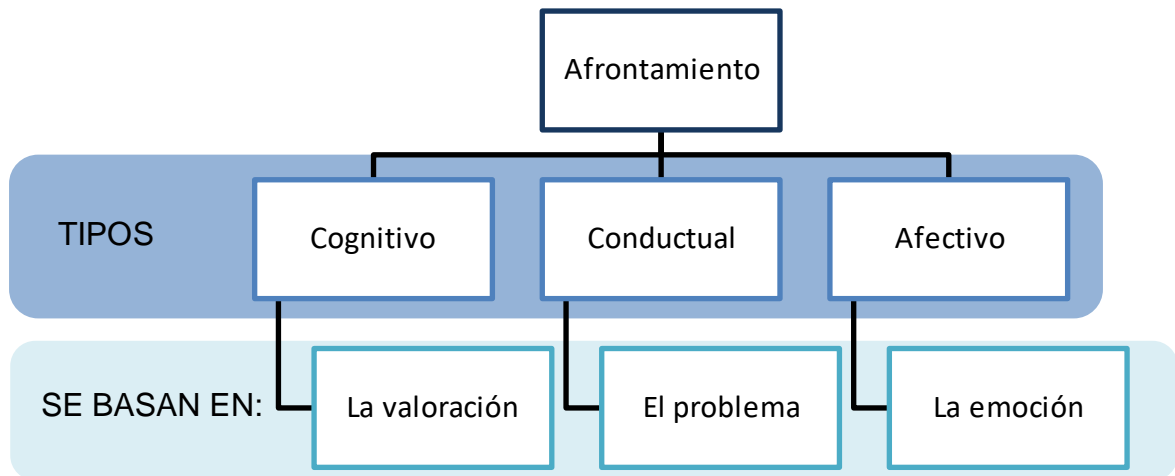 Afrontamiento
TIPOS
Cognitivo
Conductual
Afectivo
SE BASAN EN:
La valoración
El problema
La emoción